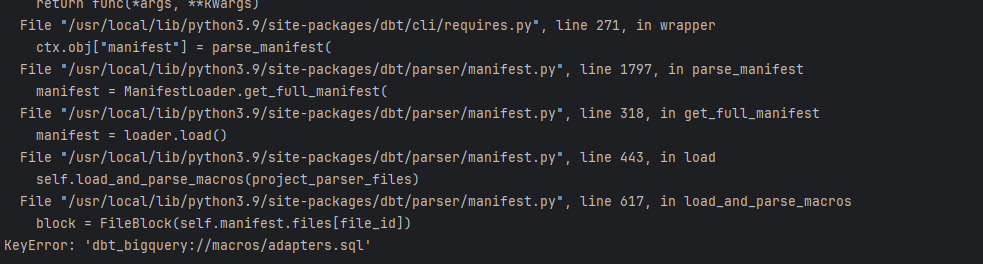 return func(*args, **kwargs)
File "/usr/local/lib/python3.9/site-packages/dbt/cli/requires.py", line 271, in wrapper
ctx.obj["manifest"] = parse_manifest(
File "/usr/local/lib/python3.9/site-packages/dbt/parser/manifest.py", line 1797, in parse_manifest
manifest = ManifestLoader.get_full_manifest(
File "/usr/local/lib/python3.9/site-packages/dbt/parser/manifest.py", line 318, in get_full_manifest
manifest = loader.load()
File "/usr/local/lib/python3.9/site-packages/dbt/parser/manifest.py", line 443, in load
self.load_and_parse_macros(project_parser_files)
File "/usr/local/lib/python3.9/site-packages/dbt/parser/manifest.py", line 617, in load_and_parse_macros
block = FileBlock(self.manifest.files[file_id])
KeyError: 'dbt_bigquery://macros/adapters.sql'